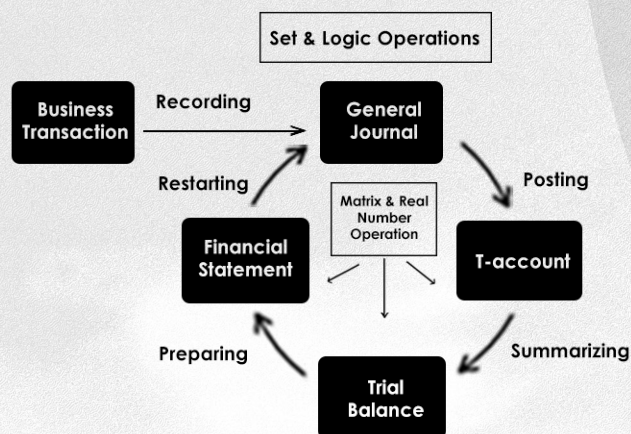 Set & Logic Operations
Business
Transaction
Recording
General
Journal
Restarting
Posting
Matrix & Real
Number
Operation
Financial
Statement
T-account
Preparing
Summarizing
Trial
Balance